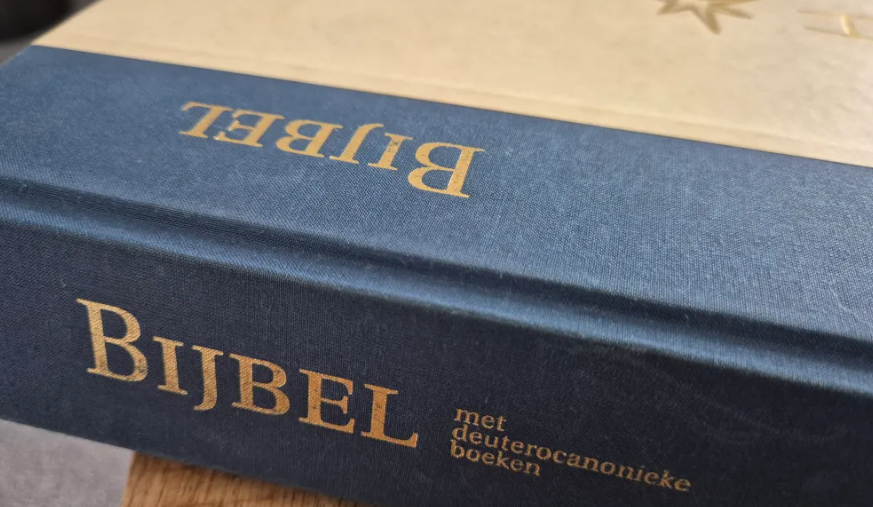 BIJBEL
BIJBEL
met
deuterocanonieke
boeken